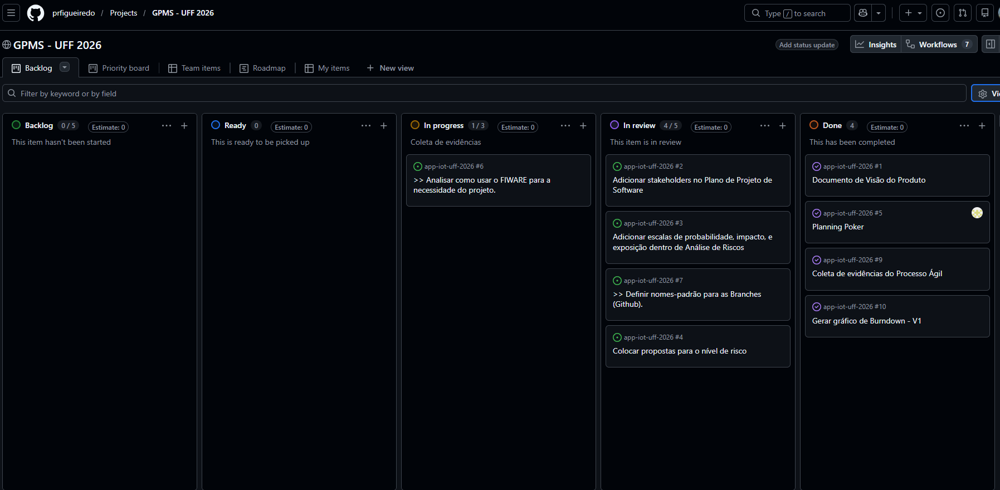 prfigueiredo / Projects / GPMS - UFF 2026
Type / to search
GPMS - UFF 2026
Add status update
Insights
Workflows 7
Backlog
Priority board
Team items
Roadmap
My items
New view
Filter by keyword or by field
Backlog 0 / 5 Estimate: 0
This item hasn't been started
Ready 0 Estimate: 0
This is ready to be picked up
In progress 1 / 3 Estimate: 0
Coleta de evidências
app-iot-uff-2026 #6
>> Analisar como usar o FIWARE para a
necessidade do projeto.
In review 4 / 5 Estimate: 0
This item is in review
app-iot-uff-2026 #2
Adicionar stakeholders no Plano de Projeto de
Software
app-iot-uff-2026 #3
Adicionar escalas de probabilidade, impacto, e
exposição dentro de Análise de Riscos
app-iot-uff-2026 #7
>> Definir nomes-padrão para as Branches
(Github).
app-iot-uff-2026 #4
Colocar propostas para o nível de risco
Done 4 Estimate: 0
This has been completed
app-iot-uff-2026 #1
Documento de Visão do Produto
app-iot-uff-2026 #5
Planning Poker
app-iot-uff-2026 #9
Coleta de evidências do Processo Ágil
app-iot-uff-2026 #10
Gerar gráfico de Burndown - V1